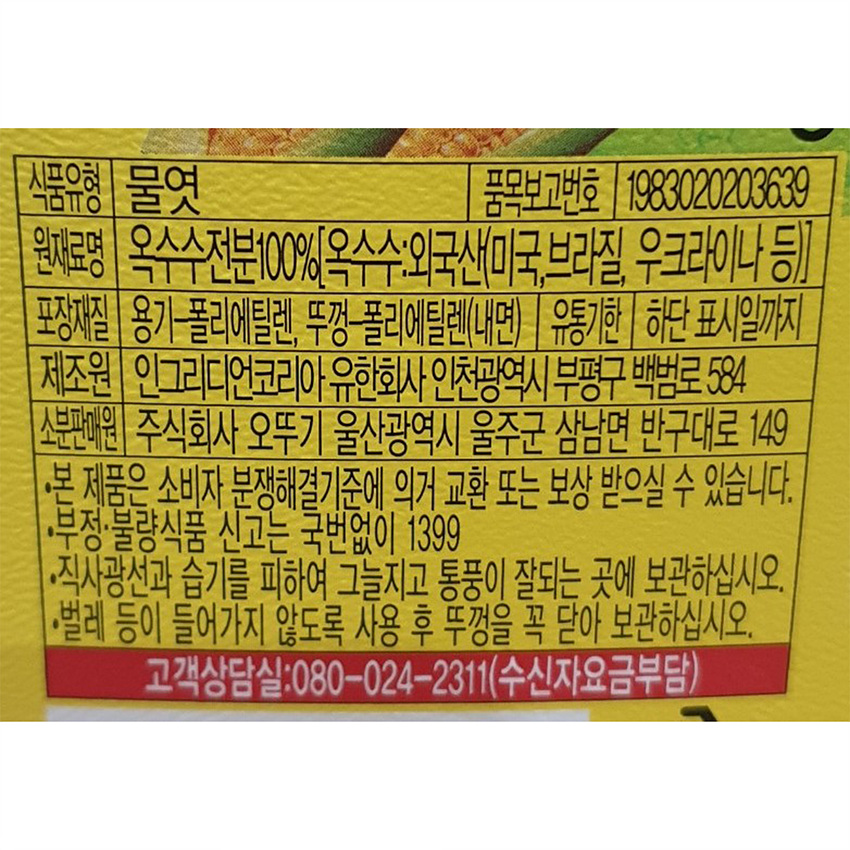 식품유형 물엿 품목보고번호 1983020203639
원재료명 옥수수전분100%[옥수수:외국산(미국,브라질, 우크라이나 등)]
포장재질 용기-폴리에틸렌, 뚜껑-폴리에틸렌(내면) 유통기한 하단 표시일까지
제조원 인그리디언코리아 유한회사 인천광역시 부평구 백범로 584
소분판매원 주식회사 오뚜기 울산광역시 울주군 삼남면 반구대로 149
•본 제품은 소비자 분쟁해결기준에 의거 교환 또는 보상 받으실 수 있습니다.
•부정·불량식품 신고는 국번없이 1399
•직사광선과 습기를 피하여 그늘지고 통풍이 잘되는 곳에 보관하십시오.
•벌레 등이 들어가지 않도록 사용 후 뚜껑을 꼭 닫아 보관하십시오.
고객상담실:080-024-2311(수신자요금부담)